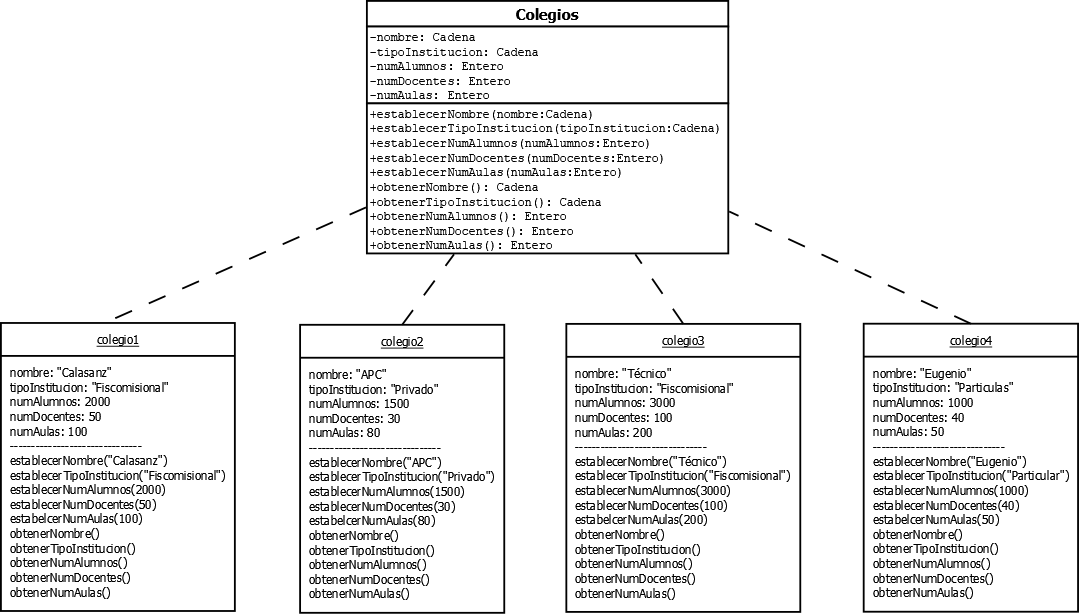 Colegios
-nombre: Cadena
-tipoInstitucion: Cadena
-numAlumnos: Entero
-numDocentes: Entero
-numAulas: Entero
+establecerNombre(nombre:Cadena)
+establecerTipoInstitucion(tipoInstitucion:Cadena)
+establecerNumAlumnos(numAlumnos:Entero)
+establecerNumDocentes(numDocentes:Entero)
+establecerNumAulas(numAulas:Entero)
+obtenerNombre(): Cadena
+obtenerTipoInstitucion(): Cadena
+obtenerNumAlumnos(): Entero
+obtenerNumDocentes(): Entero
+obtenerNumAulas(): Entero
colegio1
nombre: "Calasanz"
tipoInstitucion: "Fiscomisional"
numAlumnos: 2000
numDocentes: 50
numAulas: 100
------------------------------
establecerNombre("Calasanz")
establecerTipoInstitucion("Fiscomisional")
establecerNumAlumnos(2000)
establecerNumDocentes(50)
estabelcerNumAulas(100)
obtenerNombre()
obtenerTipoInstitucion()
obtenerNumAlumnos()
obtenerNumDocentes()
obtenerNumAulas()
colegio2
nombre: "APC"
tipoInstitucion: "Privado"
numAlumnos: 1500
numDocentes: 30
numAulas: 80
------------------------------
establecerNombre("APC")
establecerTipoInstitucion("Privado")
establecerNumAlumnos(1500)
establecerNumDocentes(30)
estabelcerNumAulas(80)
obtenerNombre()
obtenerTipoInstitucion()
obtenerNumAlumnos()
obtenerNumDocentes()
obtenerNumAulas()
colegio3
nombre: "Técnico"
tipoInstitucion: "Fiscomisional"
numAlumnos: 3000
numDocentes: 100
numAulas: 200
------------------------------
establecerNombre("Técnico")
establecerTipoInstitucion("Fiscomisional")
establecerNumAlumnos(3000)
establecerNumDocentes(100)
estabelcerNumAulas(200)
obtenerNombre()
obtenerTipoInstitucion()
obtenerNumAlumnos()
obtenerNumDocentes()
obtenerNumAulas()
colegio4
nombre: "Eugenio"
tipoInstitucion: "Particulas"
numAlumnos: 1000
numDocentes: 40
numAulas: 50
------------------------------
establecerNombre("Eugenio")
establecerTipoInstitucion("Particular")
establecerNumAlumnos(1000)
establecerNumDocentes(40)
estabelcerNumAulas(50)
obtenerNombre()
obtenerTipoInstitucion()
obtenerNumAlumnos()
obtenerNumDocentes()
obtenerNumAulas()